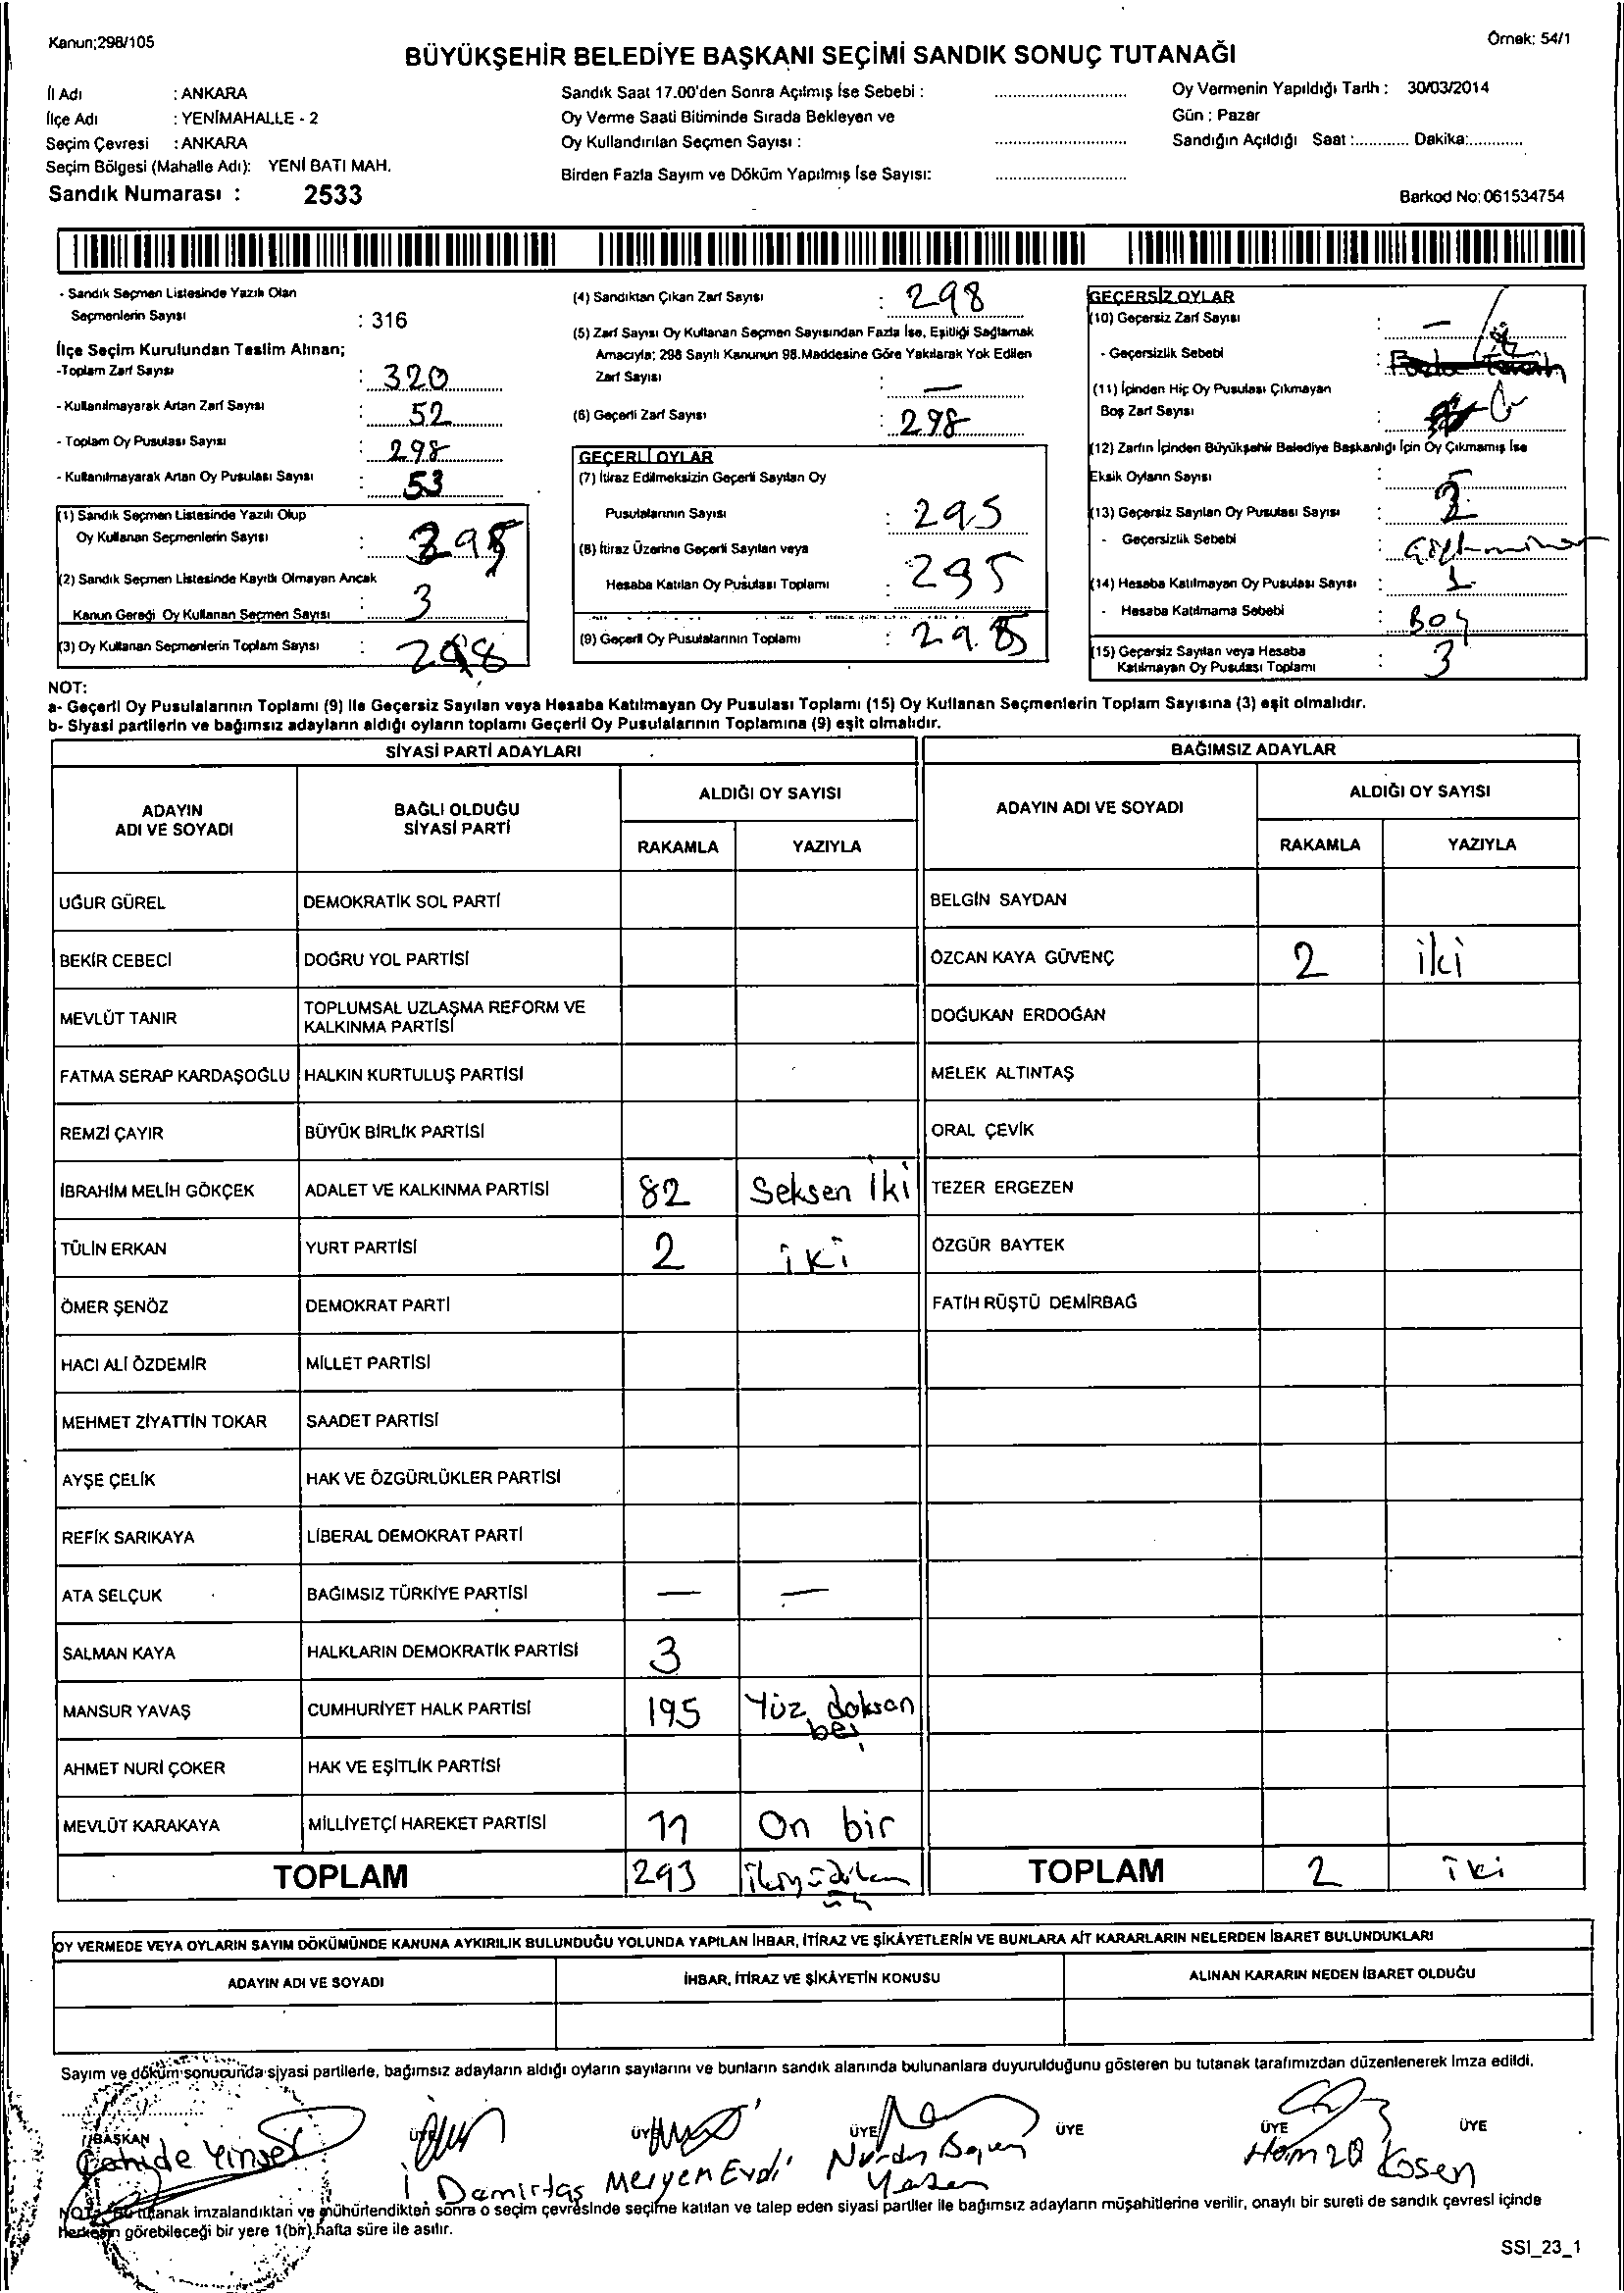 Kanun;298/105
Örnek: 54/1
BÜYÜKŞEHİR BELEDİYE BAŞKANI SEÇİMİ SANDIK SONUÇ TUTANAĞI
İl Adı : ANKARA
İlçe Adı : YENİMAHALLE - 2
Seçim Çevresi : ANKARA
Seçim Bölgesi (Mahalle Adı): YENİ BATI MAH.
Sandık Numarası : 2533
Sandık Saat 17.00'den Sonra Açılmış İse Sebebi :
Oy Verme Saati Bitiminde Sırada Bekleyen ve
Oy Kullandırılan Seçmen Sayısı :
Birden Fazla Sayım ve Döküm Yapılmış İse Sayısı:
Oy Vermenin Yapıldığı Tarih : 30/03/2014
Gün : Pazar
Sandığın Açıldığı Saat :............ Dakika:............
Barkod No: 061534754
- Sandık Seçmen Listesinde Yazılı Olan
Seçmenlerin Sayısı : 316
İlçe Seçim Kurulundan Teslim Alınan;
-Toplam Zarf Sayısı : 320
- Kullanılmayarak Artan Zarf Sayısı : 52
- Toplam Oy Pusulası Sayısı : 298
- Kullanılmayarak Artan Oy Pusulası Sayısı : 53
(1) Sandık Seçmen Listesinde Yazılı Olup
Oy Kullanan Seçmenlerin Sayısı :
(2) Sandık Seçmen Listesinde Kayıtlı Olmayan Ancak
Kanun Gereği Oy Kullanan Seçmen Sayısı : 3
(3) Oy Kullanan Seçmenlerin Toplam Sayısı : 298
(4) Sandıktan Çıkan Zarf Sayısı : 298
(5) Zarf Sayısı Oy Kullanan Seçmen Sayısından Fazla İse, Eşitliği Sağlamak
Amacıyla; 298 Sayılı Kanunun 98.Maddesine Göre Yakılarak Yok Edilen
Zarf Sayısı : —
(6) Geçerli Zarf Sayısı : 298
GEÇERLİ OYLAR
(7) İtiraz Edilmeksizin Geçerli Sayılan Oy
Pusulalarının Sayısı : 295
(8) İtiraz Üzerine Geçerli Sayılan veya
Hesaba Katılan Oy Pusulası Toplamı : 295
(9) Geçerli Oy Pusulalarının Toplamı : 295
GEÇERSİZ OYLAR
(10) Geçersiz Zarf Sayısı : —
- Geçersizlik Sebebi :
(11) İçinden Hiç Oy Pusulası Çıkmayan
Boş Zarf Sayısı :
(12) Zarfın İçinden Büyükşehir Belediye Başkanlığı İçin Oy Çıkmamış İse
Eksik Oyların Sayısı : —
(13) Geçersiz Sayılan Oy Pusulası Sayısı : 2
- Geçersizlik Sebebi :
(14) Hesaba Katılmayan Oy Pusulası Sayısı : 1
- Hesaba Katılmama Sebebi : Boş
(15) Geçersiz Sayılan veya Hesaba
Katılmayan Oy Pusulası Toplamı : 3
NOT:
a- Geçerli Oy Pusulalarının Toplamı (9) ile Geçersiz Sayılan veya Hesaba Katılmayan Oy Pusulası Toplamı (15) Oy Kullanan Seçmenlerin Toplam Sayısına (3) eşit olmalıdır.
b- Siyasi partilerin ve bağımsız adayların aldığı oyların toplamı Geçerli Oy Pusulalarının Toplamına (9) eşit olmalıdır.
SİYASİ PARTİ ADAYLARI
BAĞIMSIZ ADAYLAR
ADAYIN
ADI VE SOYADI
BAĞLI OLDUĞU
SİYASİ PARTİ
ALDIĞI OY SAYISI
RAKAMLA YAZIYLA
ADAYIN ADI VE SOYADI
ALDIĞI OY SAYISI
RAKAMLA YAZIYLA
UĞUR GÜREL DEMOKRATİK SOL PARTİ BELGİN SAYDAN
BEKİR CEBECİ DOĞRU YOL PARTİSİ ÖZCAN KAYA GÜVENÇ 2 iki
MEVLÜT TANIR TOPLUMSAL UZLAŞMA REFORM VE
KALKINMA PARTİSİ DOĞUKAN ERDOĞAN
FATMA SERAP KARDAŞOĞLU HALKIN KURTULUŞ PARTİSİ MELEK ALTINTAŞ
REMZİ ÇAYIR BÜYÜK BİRLİK PARTİSİ ORAL ÇEVİK
İBRAHİM MELİH GÖKÇEK ADALET VE KALKINMA PARTİSİ 82 Seksen iki TEZER ERGEZEN
TÜLİN ERKAN YURT PARTİSİ 2 iki ÖZGÜR BAYTEK
ÖMER ŞENÖZ DEMOKRAT PARTİ FATİH RÜŞTÜ DEMİRBAĞ
HACI ALİ ÖZDEMİR MİLLET PARTİSİ
MEHMET ZİYATTİN TOKAR SAADET PARTİSİ
AYŞE ÇELİK HAK VE ÖZGÜRLÜKLER PARTİSİ
REFİK SARIKAYA LİBERAL DEMOKRAT PARTİ
ATA SELÇUK BAĞIMSIZ TÜRKİYE PARTİSİ — —
SALMAN KAYA HALKLARIN DEMOKRATİK PARTİSİ 3
MANSUR YAVAŞ CUMHURİYET HALK PARTİSİ 195 Yüz doksan
beş
AHMET NURİ ÇOKER HAK VE EŞİTLİK PARTİSİ
MEVLÜT KARAKAYA MİLLİYETÇİ HAREKET PARTİSİ 11 On bir
TOPLAM 293 TOPLAM 2 iki
OY VERMEDE VEYA OYLARIN SAYIM DÖKÜMÜNDE KANUNA AYKIRILIK BULUNDUĞU YOLUNDA YAPILAN İHBAR, İTİRAZ VE ŞİKÂYETLERİN VE BUNLARA AİT KARARLARIN NELERDEN İBARET BULUNDUKLARI
ADAYIN ADI VE SOYADI İHBAR, İTİRAZ VE ŞİKÂYETİN KONUSU ALINAN KARARIN NEDEN İBARET OLDUĞU
Sayım ve döküm sonucunda siyasi partilerle, bağımsız adayların aldığı oyların sayılarını ve bunların sandık alanında bulunanlara duyurulduğunu gösteren bu tutanak tarafımızdan düzenlenerek İmza edildi.
BAŞKAN ÜYE ÜYE ÜYE ÜYE ÜYE ÜYE
İ Demirtaş Meryem Evdi Hamza Kösen
NOT: Bu tutanak imzalandıktan ve mühürlendikten sonra o seçim çevresinde seçime katılan ve talep eden siyasi partiler ile bağımsız adayların müşahitlerine verilir, onaylı bir sureti de sandık çevresi içinde
Herkesin görebileceği bir yere 1(bir) hafta süre ile asılır.
SSI_23_1